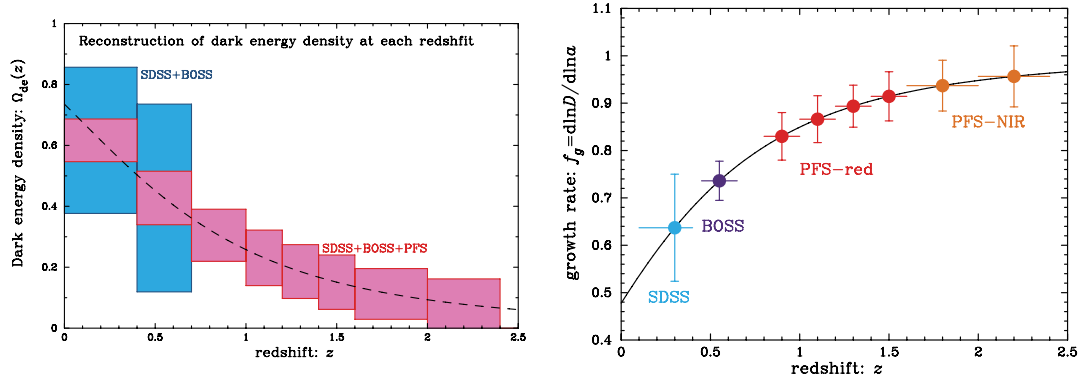 Reconstruction of dark energy density at each redshfit
SDSS+BOSS
SDSS+BOSS+PFS
Dark energy density: Ω_de(z)
1
0.8
0.6
0.4
0.2
0
0
0.5
1
1.5
2
2.5
redshift: z
growth rate: f_g=dlnD/dlna
1.1
1
0.9
0.8
0.7
0.6
0.5
0.4
PFS-NIR
PFS-red
BOSS
SDSS
0
0.5
1
1.5
2
2.5
redshift: z